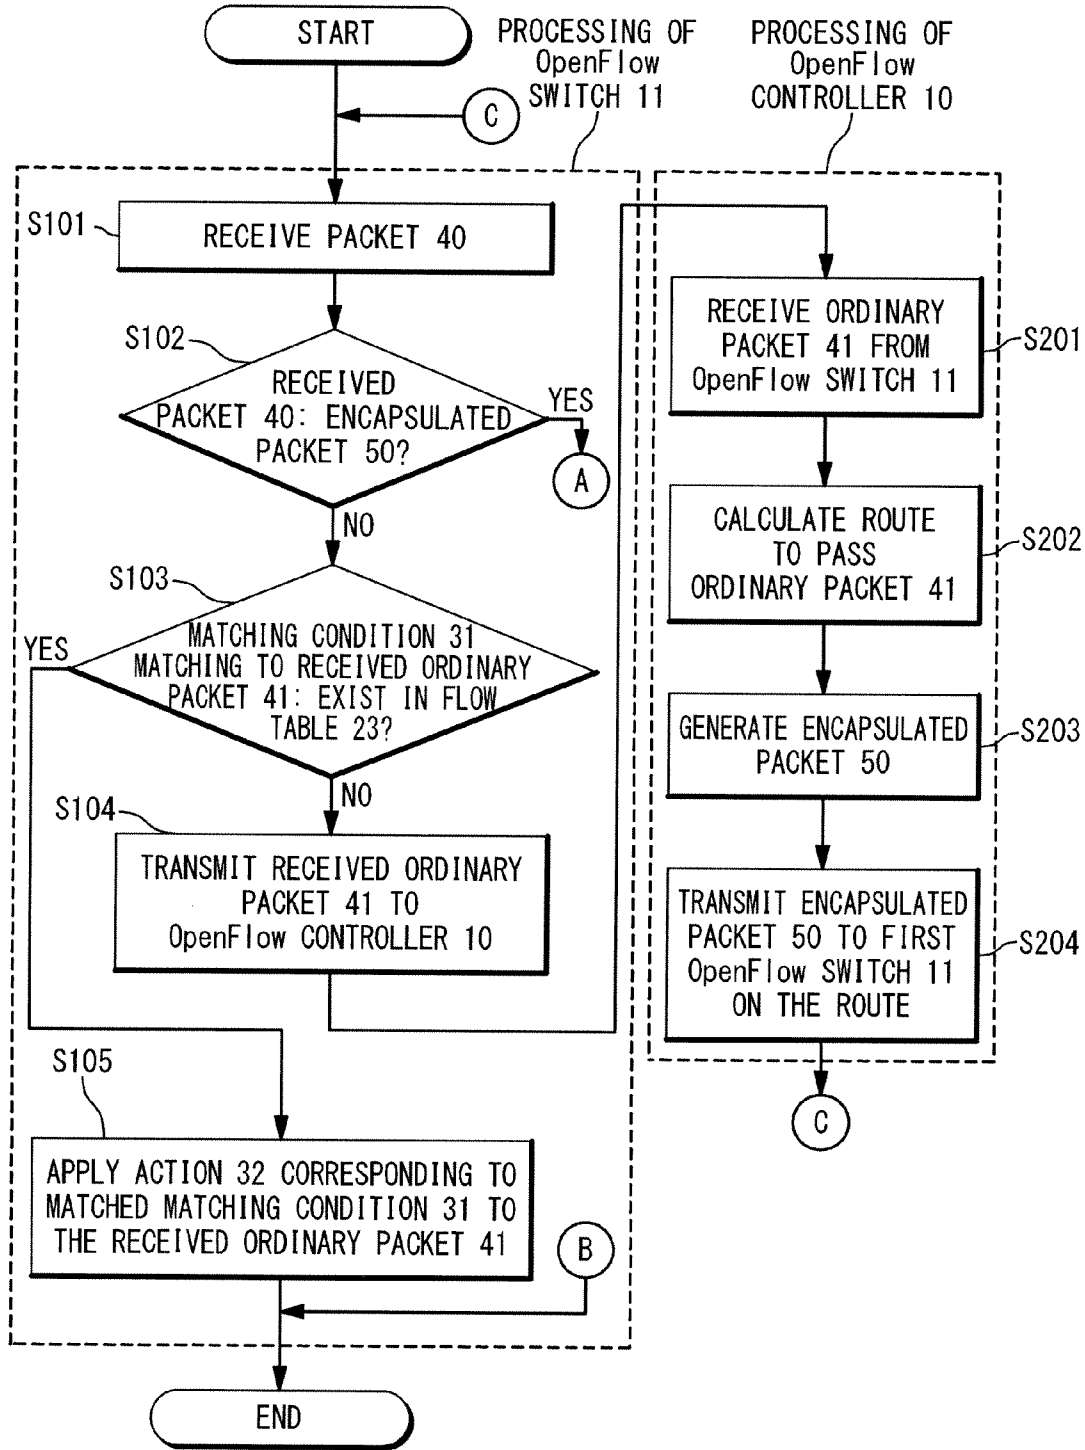 START
PROCESSING OF
OpenFlow
SWITCH 11
PROCESSING OF
OpenFlow
CONTROLLER 10
C
S101
RECEIVE PACKET 40
S102
RECEIVED
PACKET 40: ENCAPSULATED
PACKET 50?
YES
A
NO
S103
YES
MATCHING CONDITION 31
MATCHING TO RECEIVED ORDINARY
PACKET 41: EXIST IN FLOW
TABLE 23?
NO
S104
TRANSMIT RECEIVED ORDINARY
PACKET 41 TO
OpenFlow CONTROLLER 10
S105
APPLY ACTION 32 CORRESPONDING TO
MATCHED MATCHING CONDITION 31 TO
THE RECEIVED ORDINARY PACKET 41
B
END
RECEIVE ORDINARY
PACKET 41 FROM
OpenFlow SWITCH 11
S201
CALCULATE ROUTE
TO PASS
ORDINARY PACKET 41
S202
GENERATE ENCAPSULATED
PACKET 50
S203
TRANSMIT ENCAPSULATED
PACKET 50 TO FIRST
OpenFlow SWITCH 11
ON THE ROUTE
S204
C